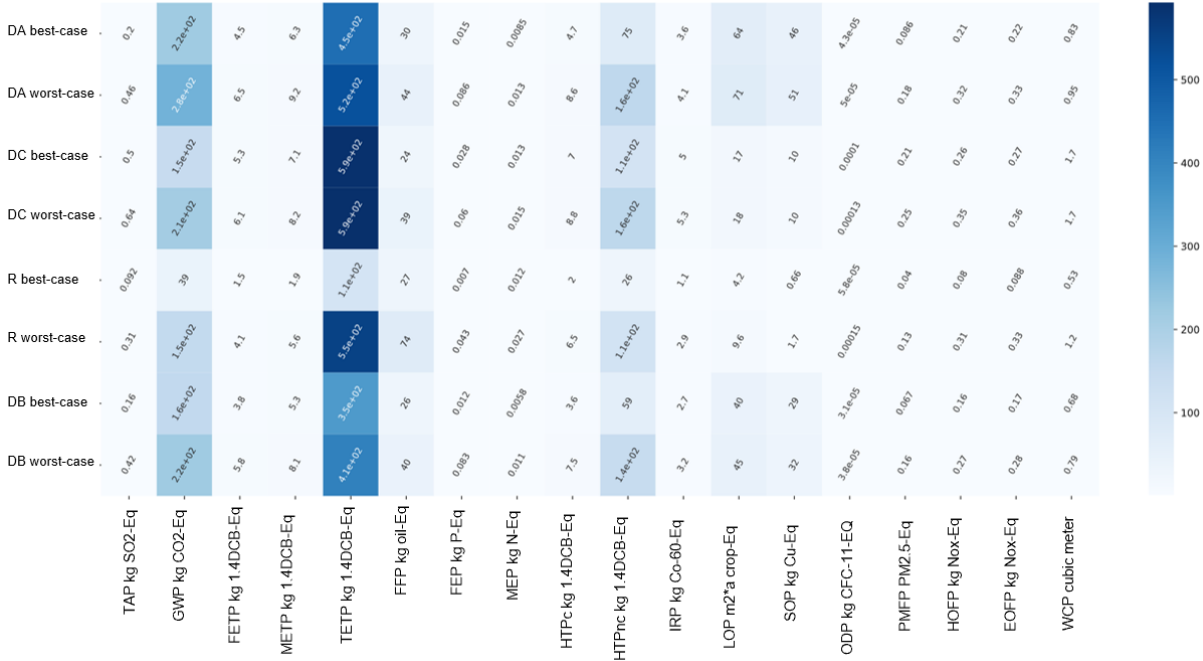 DA best-case 0.2 2.2e+02 4.5 6.3 4.5e+02 30 0.015 0.0085 4.7 75 3.6 64 46 4.3e-05 0.086 0.21 0.22 0.83
DA worst-case 0.46 2.8e+02 6.5 9.2 5.2e+02 44 0.086 0.013 8.6 1.6e+02 4.1 71 51 5e-05 0.18 0.32 0.33 0.95
DC best-case 0.5 1.5e+02 5.3 7.1 5.9e+02 24 0.028 0.013 7 1.1e+02 5 17 10 0.0001 0.21 0.26 0.27 1.7
DC worst-case 0.64 2.1e+02 6.1 8.2 5.9e+02 39 0.06 0.015 8.8 1.6e+02 5.3 18 10 0.00013 0.25 0.35 0.36 1.7
R best-case 0.092 39 1.5 1.9 1.1e+02 27 0.007 0.012 2 26 1.1 4.2 0.66 5.8e-05 0.04 0.08 0.088 0.53
R worst-case 0.31 1.5e+02 4.1 5.6 5.5e+02 74 0.043 0.027 6.5 1.1e+02 2.9 9.6 1.7 0.00015 0.13 0.31 0.33 1.2
DB best-case 0.16 1.6e+02 3.8 5.3 3.5e+02 26 0.012 0.0058 3.6 59 2.7 40 29 3.1e-05 0.067 0.16 0.17 0.68
DB worst-case 0.42 2.2e+02 5.8 8.1 4.1e+02 40 0.083 0.011 7.5 1.4e+02 3.2 45 32 3.8e-05 0.16 0.27 0.28 0.79
TAP kg SO2-Eq
GWP kg CO2-Eq
FETP kg 1.4DCB-Eq
METP kg 1.4DCB-Eq
TETP kg 1.4DCB-Eq
FFP kg oil-Eq
FEP kg P-Eq
MEP kg N-Eq
HTPc kg 1.4DCB-Eq
HTPnc kg 1.4DCB-Eq
IRP kg Co-60-Eq
LOP m2*a crop-Eq
SOP kg Cu-Eq
ODP kg CFC-11-EQ
PMFP PM2.5-Eq
HOFP kg Nox-Eq
EOFP kg Nox-Eq
WCP cubic meter
500
400
300
200
100